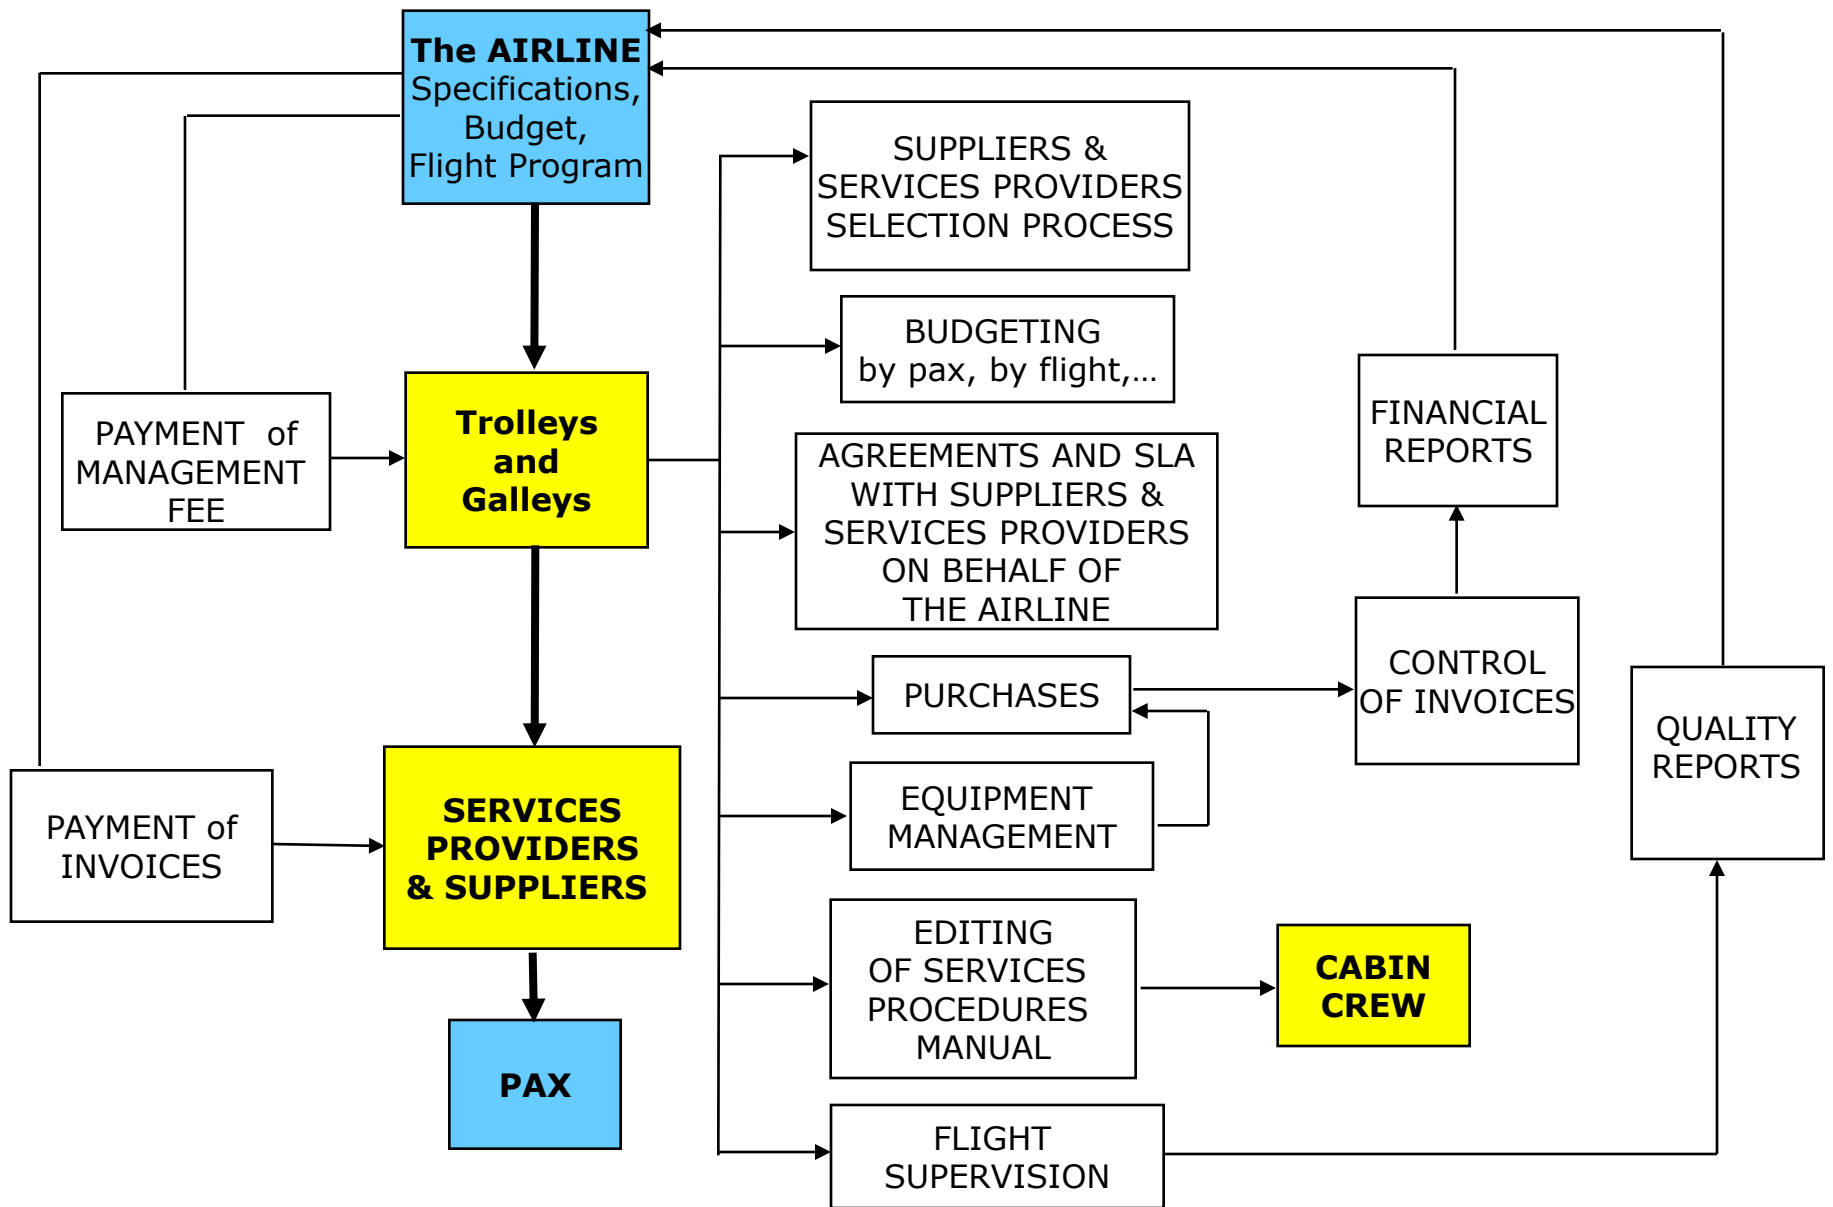 The AIRLINE
Specifications,
Budget,
Flight Program
SUPPLIERS &
SERVICES PROVIDERS
SELECTION PROCESS
BUDGETING
by pax, by flight,...
PAYMENT of
MANAGEMENT
FEE
Trolleys
and
Galleys
AGREEMENTS AND SLA
WITH SUPPLIERS &
SERVICES PROVIDERS
ON BEHALF OF
THE AIRLINE
FINANCIAL
REPORTS
PURCHASES
CONTROL
OF INVOICES
QUALITY
REPORTS
PAYMENT of
INVOICES
SERVICES
PROVIDERS
& SUPPLIERS
EQUIPMENT
MANAGEMENT
EDITING
OF SERVICES
PROCEDURES
MANUAL
CABIN
CREW
PAX
FLIGHT
SUPERVISION